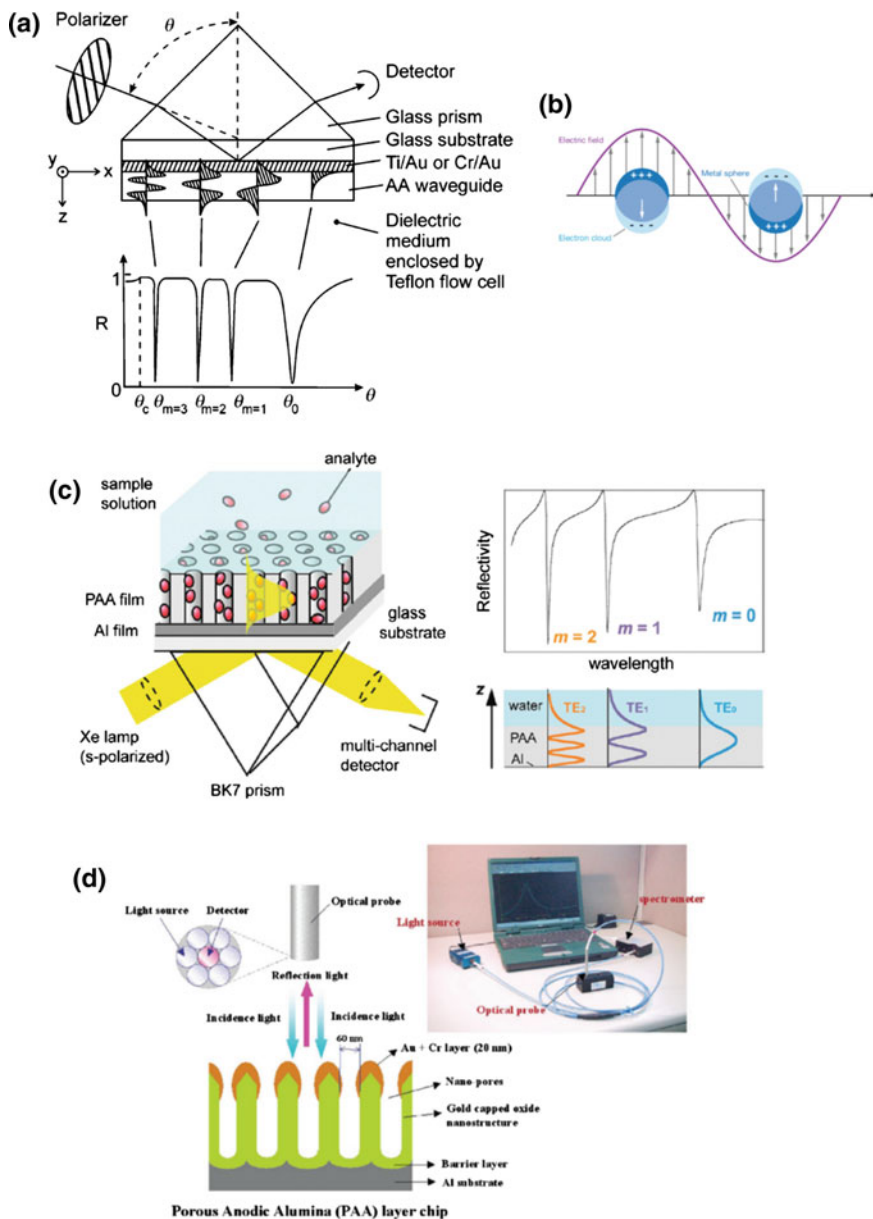 (a)
Polarizer
θ
Detector
Glass prism
Glass substrate
Ti/Au or Cr/Au
AA waveguide
y
x
z
Dielectric
medium
enclosed by
Teflon flow cell
1
R
0
θc θm=3 θm=2 θm=1 θ0 θ
(b)
Electric field
+++
- - -
Metal sphere
- - -
+++
Electron cloud
(c)
sample
solution
analyte
PAA film
Al film
glass
substrate
Xe lamp
(s-polarized)
multi-channel
detector
BK7 prism
Reflectivity
m = 2
m = 1
m = 0
wavelength
z
water
PAA
Al
TE2
TE1
TE0
(d)
Light source
Detector
Optical probe
Reflection light
Incidence light
Incidence light
60 nm
Au + Cr layer (20 nm)
Nano-pores
Gold capped oxide
nanostructure
Barrier layer
Al substrate
Porous Anodic Alumina (PAA) layer chip
Light source
spectrometer
Optical probe